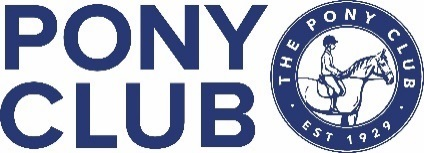 PONY
CLUB
THE PONY CLUB
· EST 1929 ·